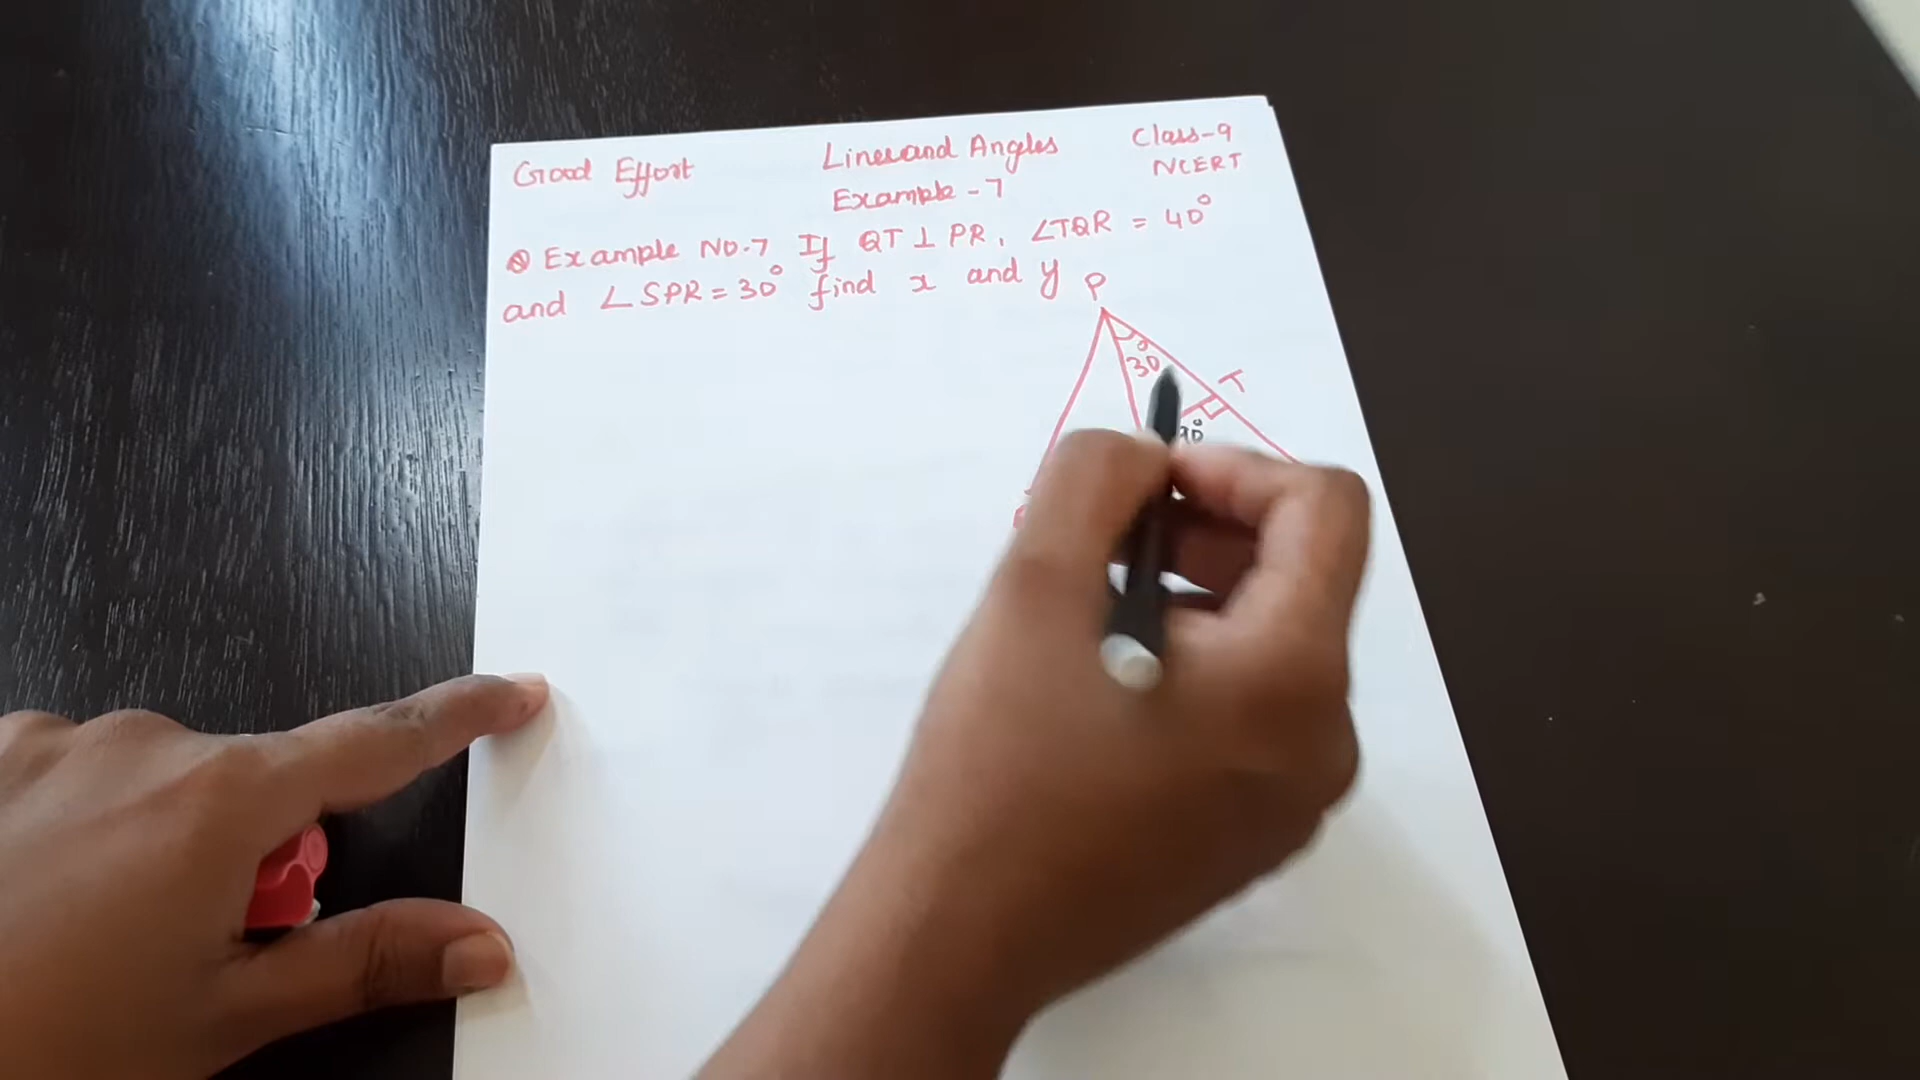 Good Effort
Lines and Angles
Class-9
NCERT
Example-7
Q Example No.7 If QT ⊥ PR, ∠TQR = 40°
and ∠SPR = 30° find x and y
P
30°
T
90°